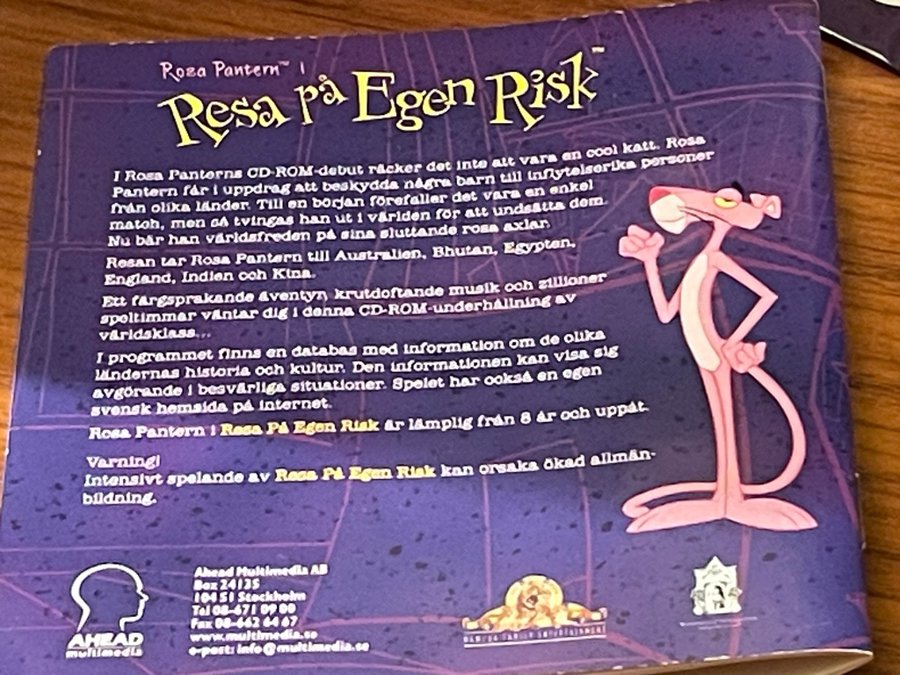 Rosa Pantern™ i
Resa på Egen Risk™
I Rosa Panterns CD-ROM-debut räcker det inte att vara en cool katt. Rosa
Pantern får i uppdrag att beskydda några barn till inflytelserika personer
från olika länder. Till en början förefaller det vara en enkel
match, men så tvingas han ut i världen för att undsätta dem.
Nu bär han världsfreden på sina sluttande rosa axlar.
Resan tar Rosa Pantern till Australien, Bhutan, Egypten,
England, Indien och Kina.
Ett färgsprakande äventyr, krutdoftande musik och zillioner
speltimmar väntar dig i denna CD-ROM-underhållning av
världsklass...
I programmet finns en databas med information om de olika
ländernas historia och kultur. Den informationen kan visa sig
avgörande i besvärliga situationer. Spelet har också en egen
svensk hemsida på internet.
Rosa Pantern i Resa På Egen Risk är lämplig från 8 år och uppåt.
Varning!
Intensivt spelande av Resa På Egen Risk kan orsaka ökad allmän-
bildning.
AHEAD
multimedia
Ahead Multimedia AB
Box 24135
104 51 Stockholm
Tel 08-671 09 00
Fax 08-662 64 67
www.multimedia.se
e-post: info@multimedia.se